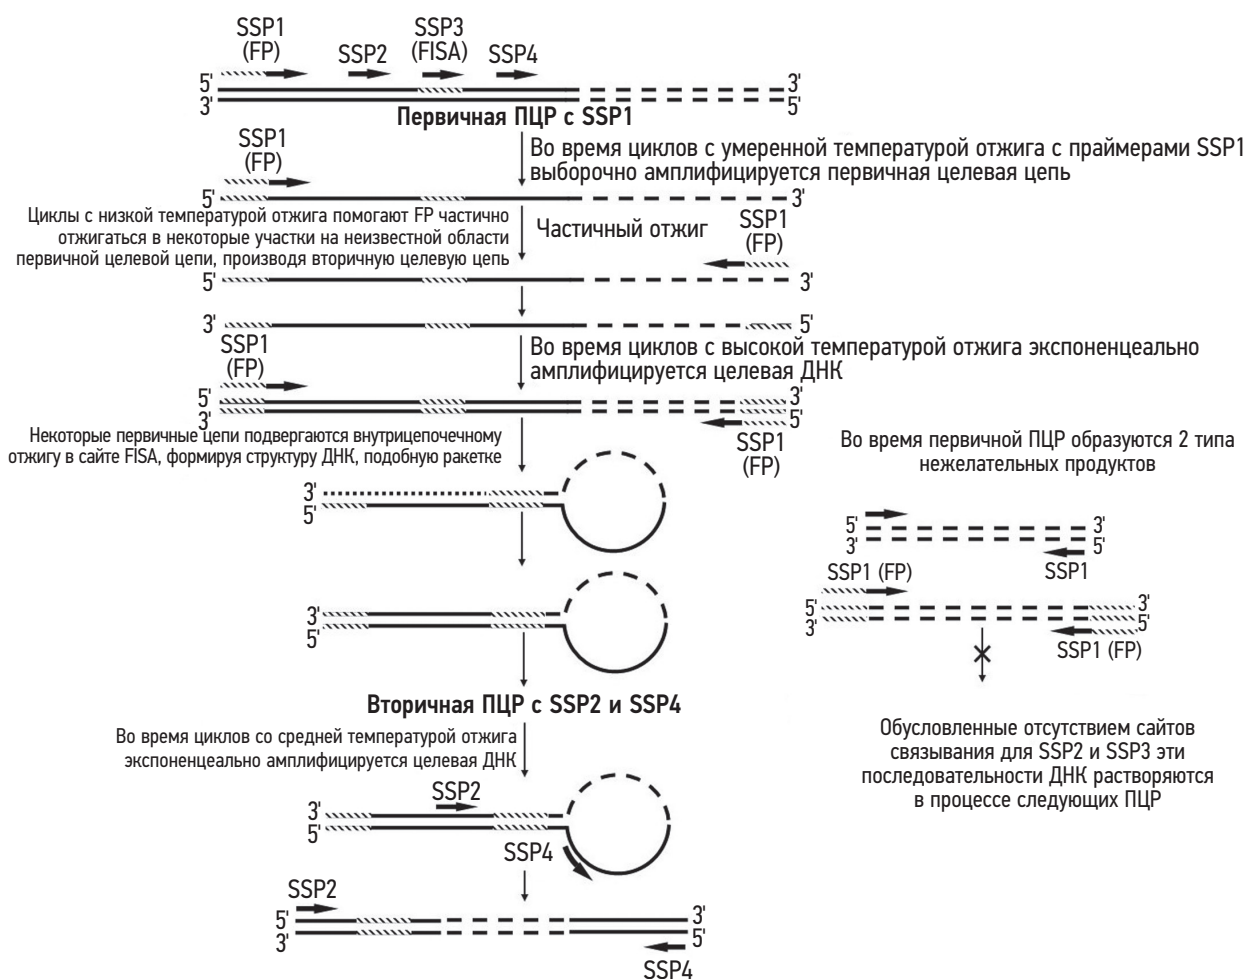 SSP1
(FP)
SSP2
SSP3
(FISA)
SSP4
5'
3'
3'
5'
Первичная ПЦР с SSP1
SSP1
(FP)
Во время циклов с умеренной температурой отжига с праймерами SSP1
выборочно амплифицируется первичная целевая цепь
5'
3'
Циклы с низкой температурой отжига помогают FP частично
отжигаться в некоторые участки на неизвестной области
первичной целевой цепи, производя вторичную целевую цепь
Частичный отжиг
SSP1
(FP)
5'
3'
3'
5'
SSP1
(FP)
Во время циклов с высокой температурой отжига экспоненцеально
амплифицируется целевая ДНК
5'
3'
3'
5'
SSP1
(FP)
Некоторые первичные цепи подвергаются внутрицепочечному
отжигу в сайте FISA, формируя структуру ДНК, подобную ракетке
3'
5'
3'
5'
Вторичная ПЦР с SSP2 и SSP4
Во время циклов со средней температурой отжига
экспоненцеально амплифицируется целевая ДНК
SSP2
3'
5'
SSP4
SSP2
5'
3'
3'
5'
SSP4
Во время первичной ПЦР образуются 2 типа
нежелательных продуктов
5'
3'
3'
5'
SSP1
SSP1 (FP)
5'
3'
3'
5'
SSP1 (FP)
Обусловленные отсутствием сайтов
связывания для SSP2 и SSP3 эти
последовательности ДНК растворяются
в процессе следующих ПЦР